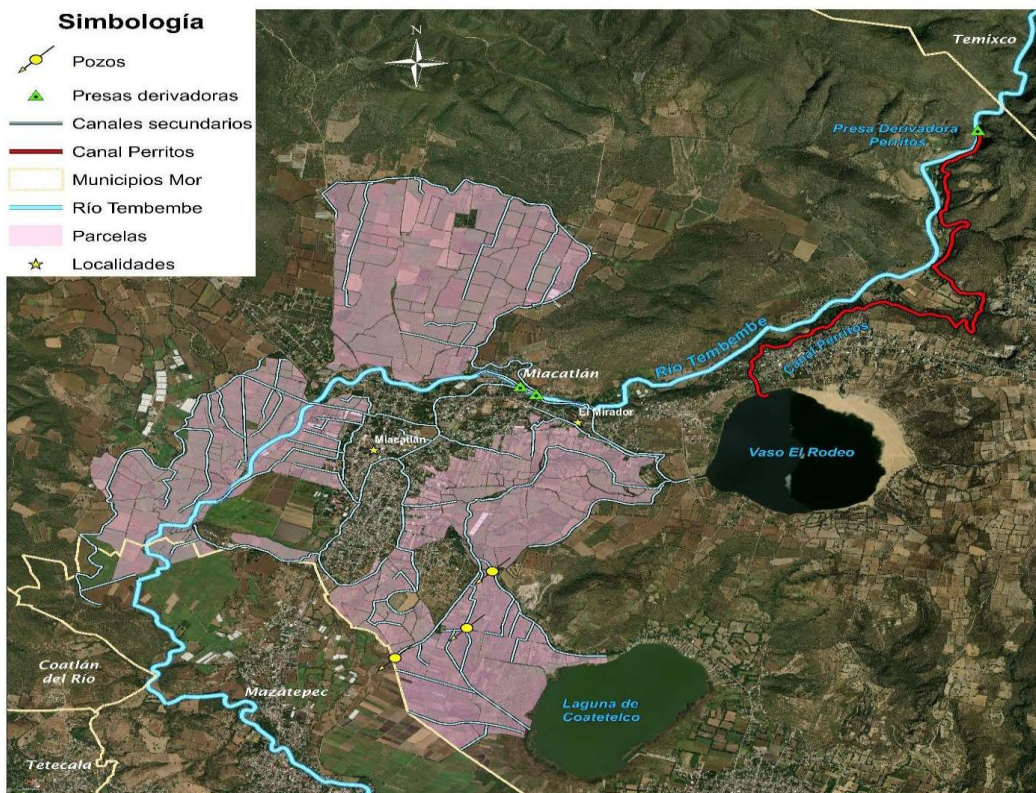 Simbología
Pozos
Presas derivadoras
Canales secundarios
Canal Perritos
Municipios Mor
Río Tembembe
Parcelas
Localidades
N
Temixco
Presa Derivadora
Perritos
Río Tembembe
Canal Perritos
Miacatlán
El Mirador
Miacatlán
Vaso El Rodeo
Coatlán
del Río
Mazatepec
Laguna de
Coatetelco
Tetecala